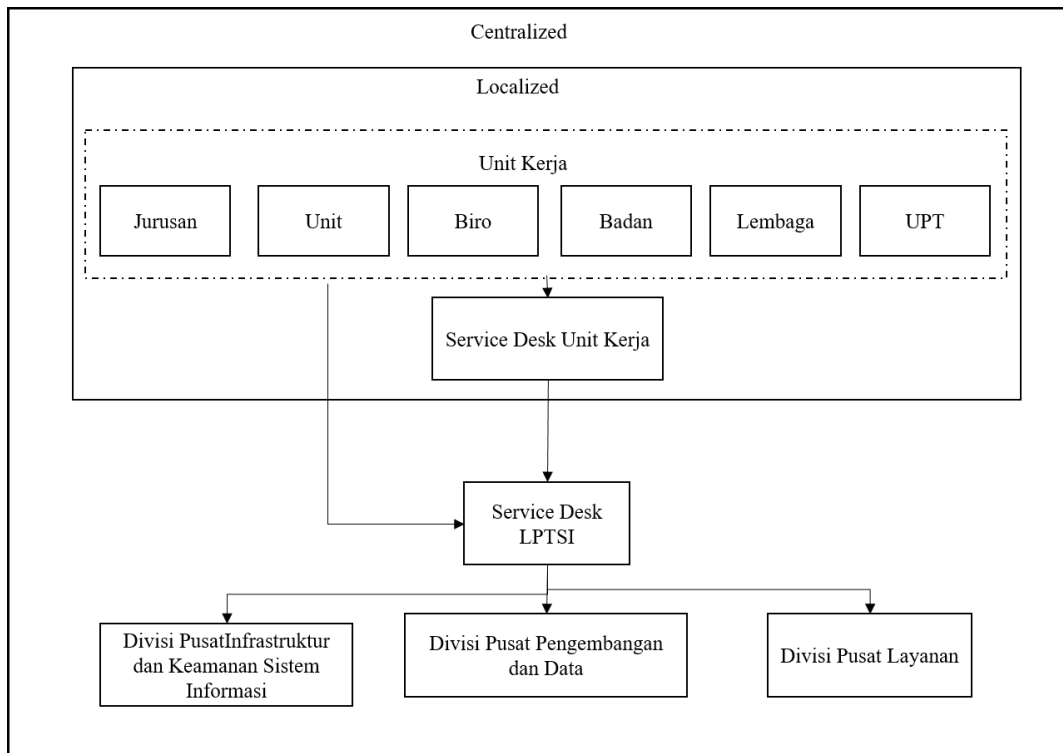 Centralized
Localized
Unit Kerja
Jurusan
Unit
Biro
Badan
Lembaga
UPT
Service Desk Unit Kerja
Service Desk
LPTSI
Divisi PusatInfrastruktur
dan Keamanan Sistem
Informasi
Divisi Pusat Pengembangan
dan Data
Divisi Pusat Layanan